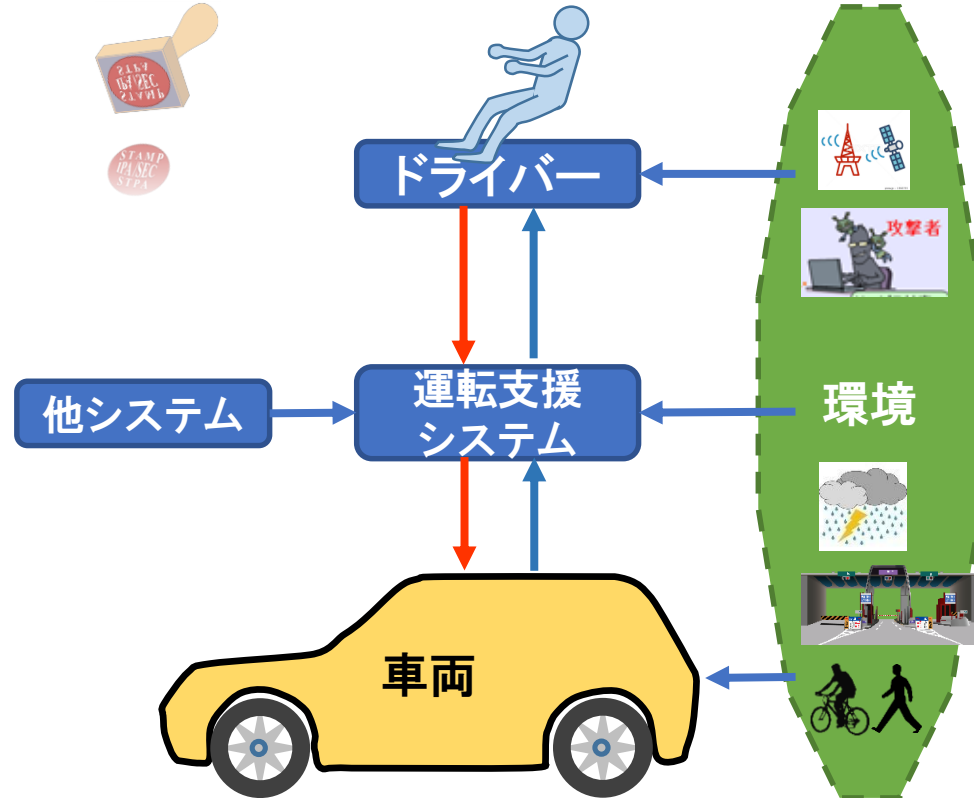 STAMP
IPA/SEC
STPA
ドライバー
攻撃者
運転支援
システム
他システム
環境
車両